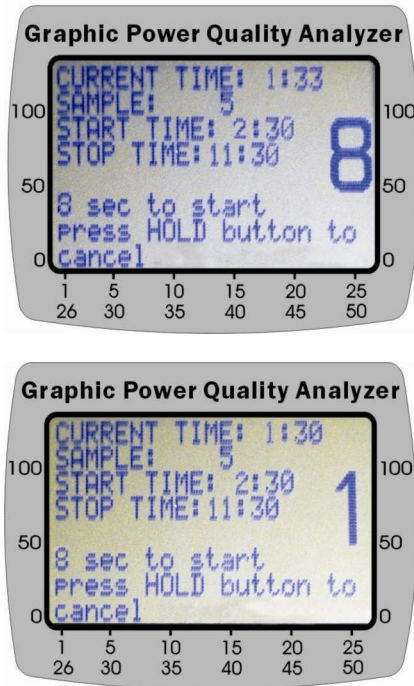 Graphic Power Quality Analyzer
CURRENT TIME: 1:33
SAMPLE: 5
START TIME: 2:30
STOP TIME:11:30
8
8 sec to start
press HOLD button to
cancel
100 100
50 50
0 0
1 5 10 15 20 25
26 30 35 40 45 50
Graphic Power Quality Analyzer
CURRENT TIME: 1:30
SAMPLE: 5
START TIME: 2:30
STOP TIME:11:30
1
8 sec to start
press HOLD button to
cancel
100 100
50 50
0 0
1 5 10 15 20 25
26 30 35 40 45 50